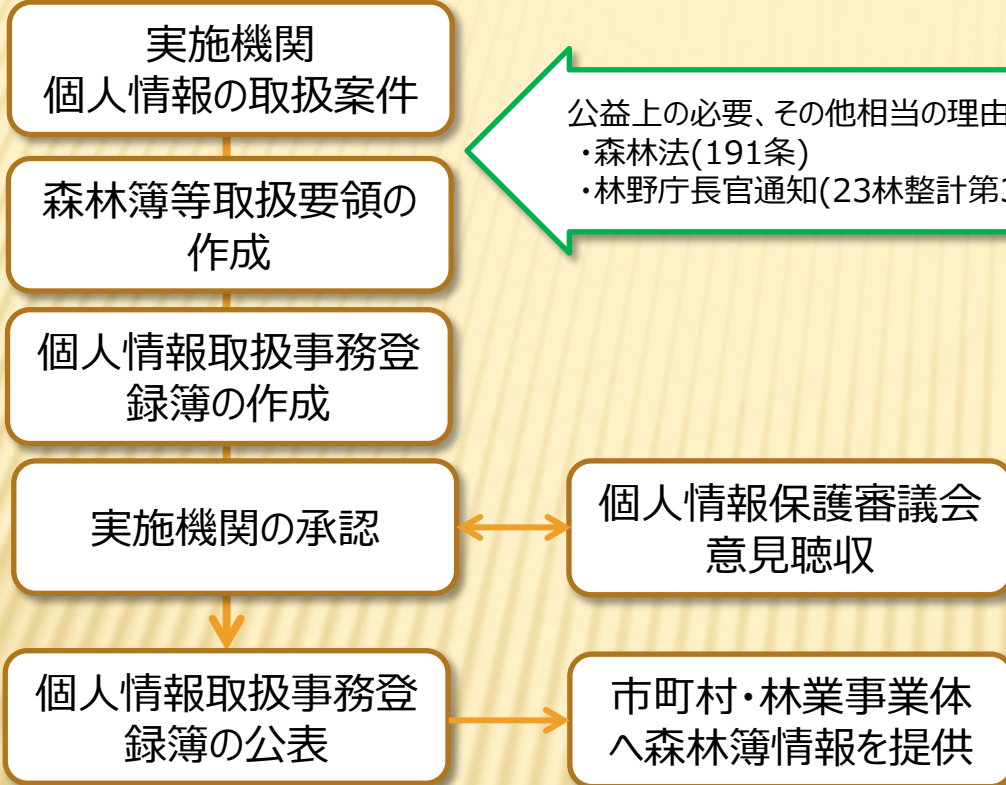 実施機関
個人情報の取扱案件
公益上の必要、その他相当の理由
・森林法(191条)
・林野庁長官通知(23林整計第
森林簿等取扱要領の
作成
個人情報取扱事務登
録簿の作成
実施機関の承認
個人情報保護審議会
意見聴収
個人情報取扱事務登
録簿の公表
市町村・林業事業体
へ森林簿情報を提供